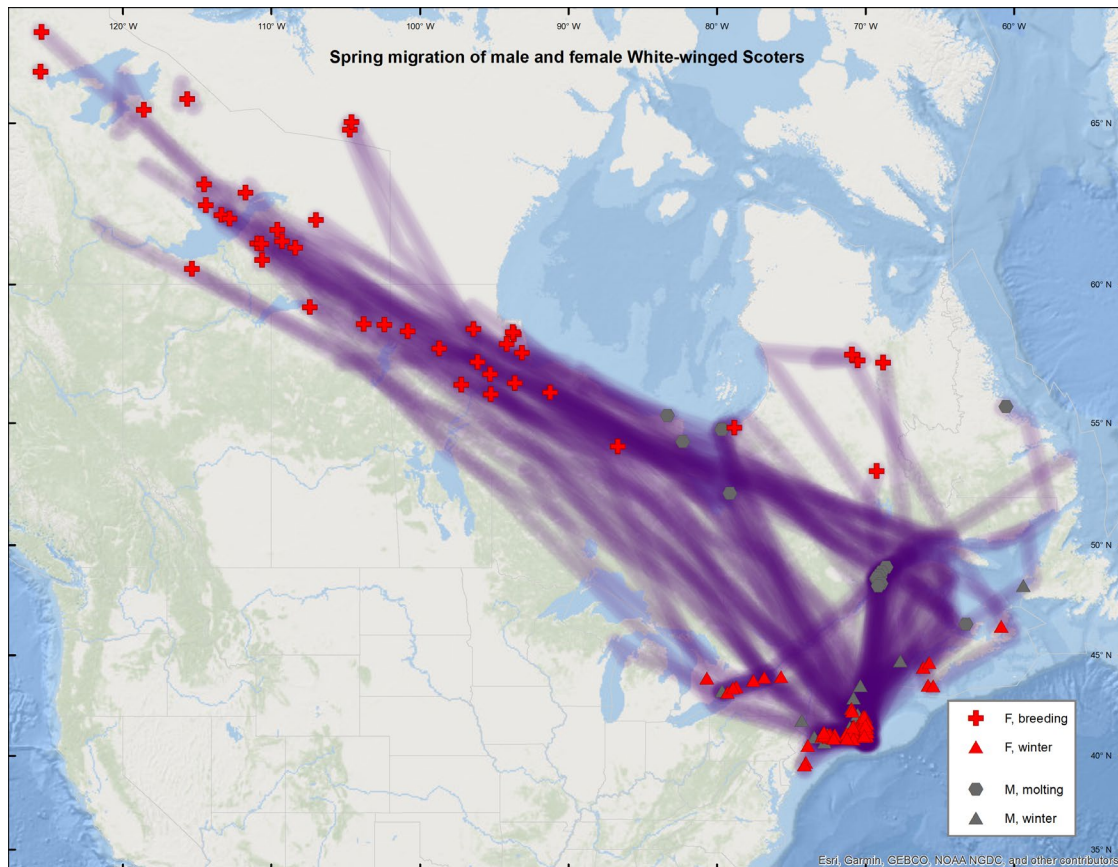 120° W
110° W
100° W
90° W
80° W
70° W
60° W
Spring migration of male and female White-winged Scoters
65° N
60° N
55° N
50° N
45° N
40° N
35° N
F, breeding
F, winter
M, molting
M, winter
Esri, Garmin, GEBCO, NOAA NGDC, and other contributors